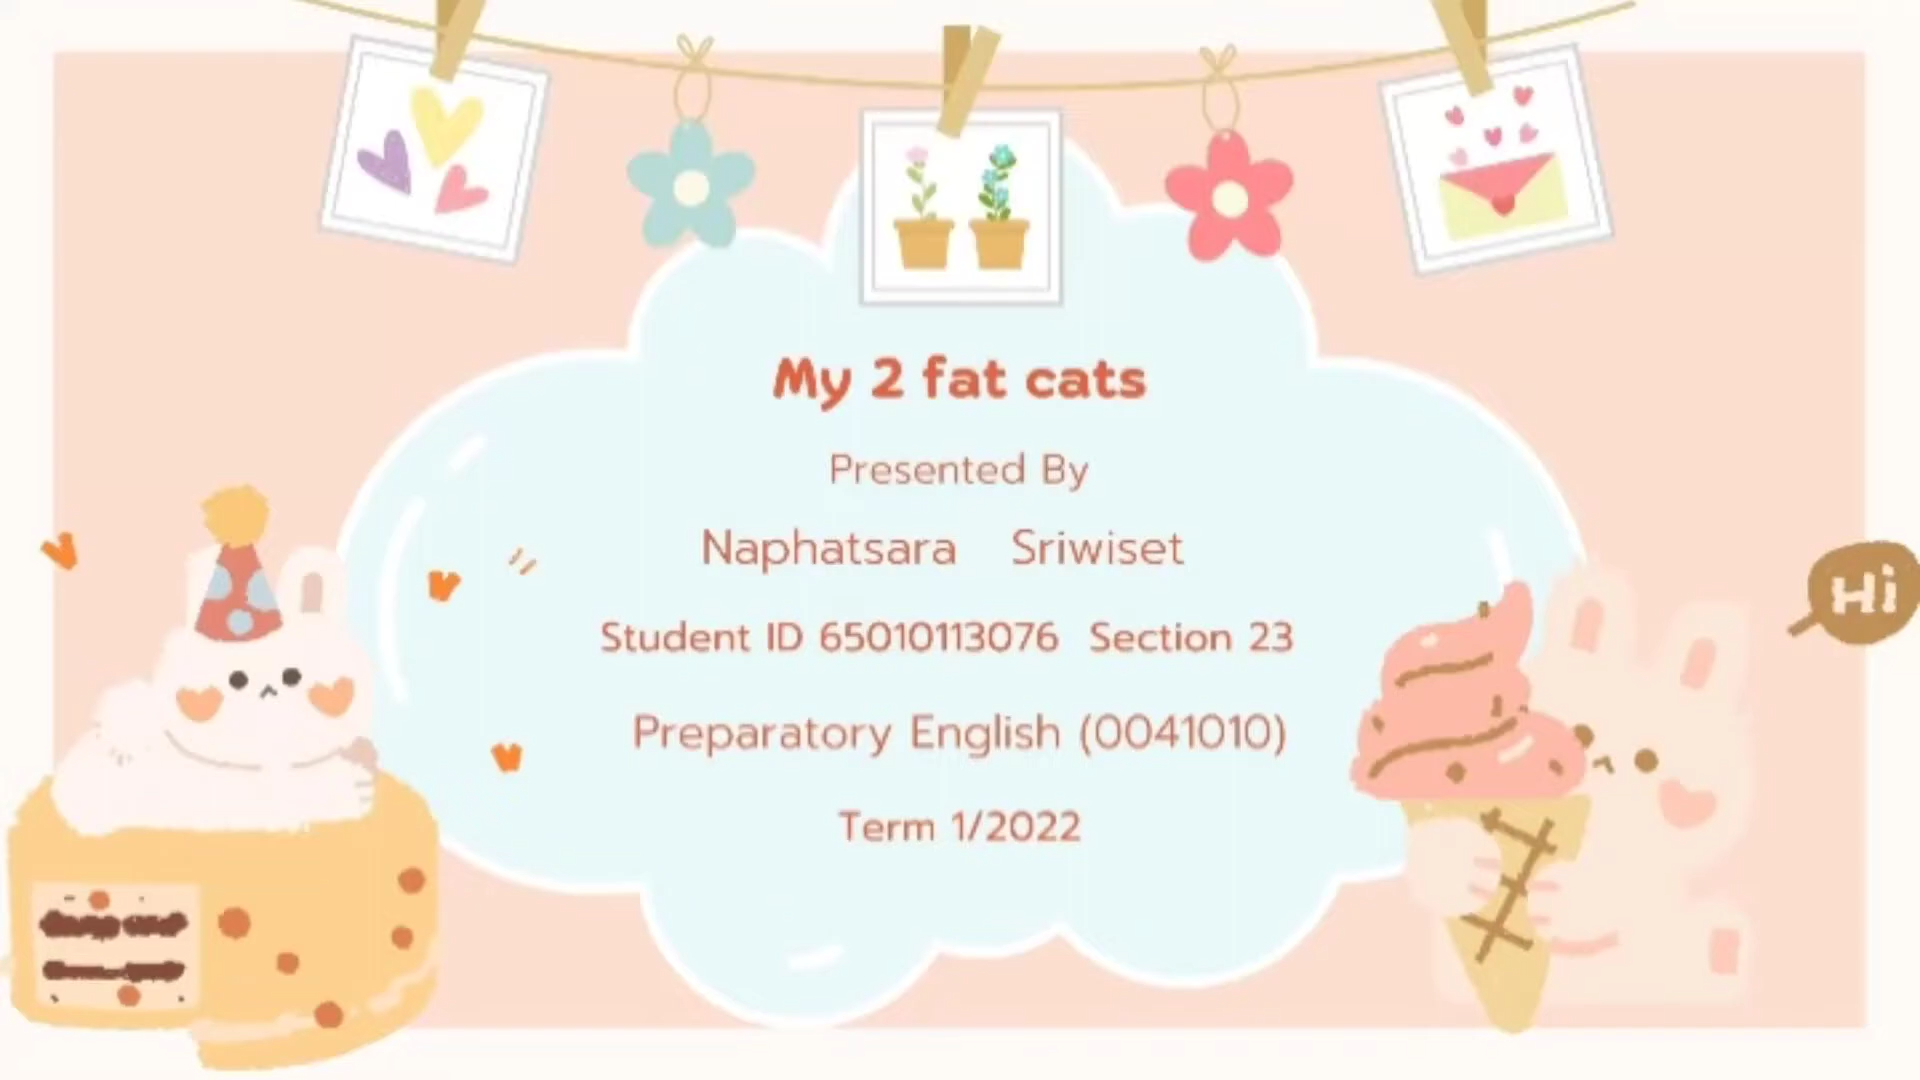 My 2 fat cats
Presented By
Naphatsara Sriwiset
Student ID 65010113076 Section 23
Hi
Preparatory English (0041010)
Term 1/2022